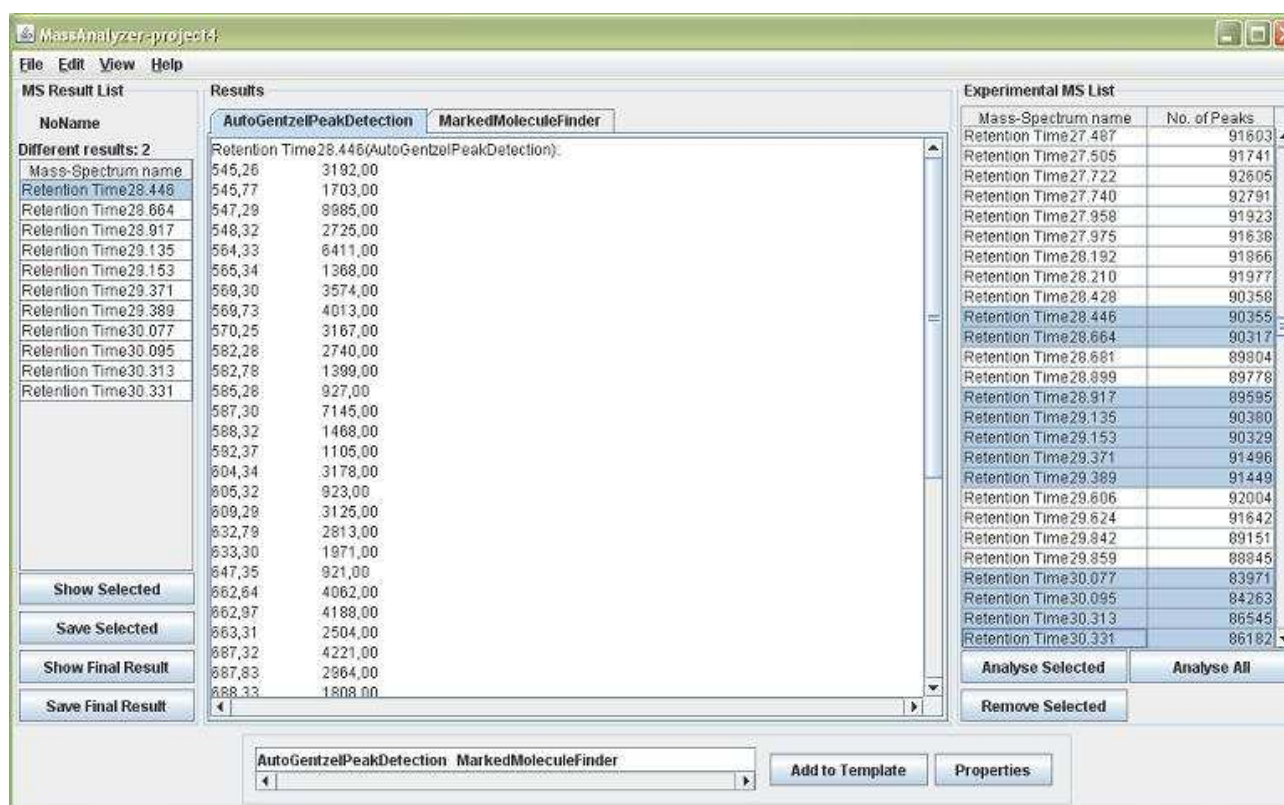 MassAnalyzer-project4
File Edit View Help
MS Result List
NoName
Different results: 2
Mass-Spectrum name
Retention Time28.446
Retention Time28.664
Retention Time28.917
Retention Time29.135
Retention Time29.153
Retention Time29.371
Retention Time29.389
Retention Time30.077
Retention Time30.095
Retention Time30.313
Retention Time30.331
Show Selected
Save Selected
Show Final Result
Save Final Result
Results
AutoGentzelPeakDetection MarkedMoleculeFinder
Retention Time28.446(AutoGentzelPeakDetection):
545,26 3192,00
545,77 1703,00
547,29 8985,00
548,32 2725,00
564,33 6411,00
565,34 1368,00
569,30 3574,00
569,73 4013,00
570,25 3167,00
582,28 2740,00
582,78 1399,00
585,28 927,00
587,30 7145,00
588,32 1468,00
592,37 1105,00
604,34 3178,00
605,32 923,00
609,29 3125,00
632,79 2813,00
633,30 1971,00
647,35 921,00
662,64 4062,00
662,97 4188,00
663,31 2504,00
687,32 4221,00
687,83 2964,00
688,33 1808,00
Experimental MS List
Mass-Spectrum name No. of Peaks
Retention Time27.487 91603
Retention Time27.505 91741
Retention Time27.722 92605
Retention Time27.740 92791
Retention Time27.958 91923
Retention Time27.975 91638
Retention Time28.192 91866
Retention Time28.210 91977
Retention Time28.428 90358
Retention Time28.446 90355
Retention Time28.664 90317
Retention Time28.681 89804
Retention Time28.899 89778
Retention Time28.917 89595
Retention Time29.135 90380
Retention Time29.153 90329
Retention Time29.371 91496
Retention Time29.389 91449
Retention Time29.606 92004
Retention Time29.624 91642
Retention Time29.842 89151
Retention Time29.859 88845
Retention Time30.077 83971
Retention Time30.095 84263
Retention Time30.313 86545
Retention Time30.331 86182
Analyse Selected Analyse All
Remove Selected
AutoGentzelPeakDetection MarkedMoleculeFinder
Add to Template Properties